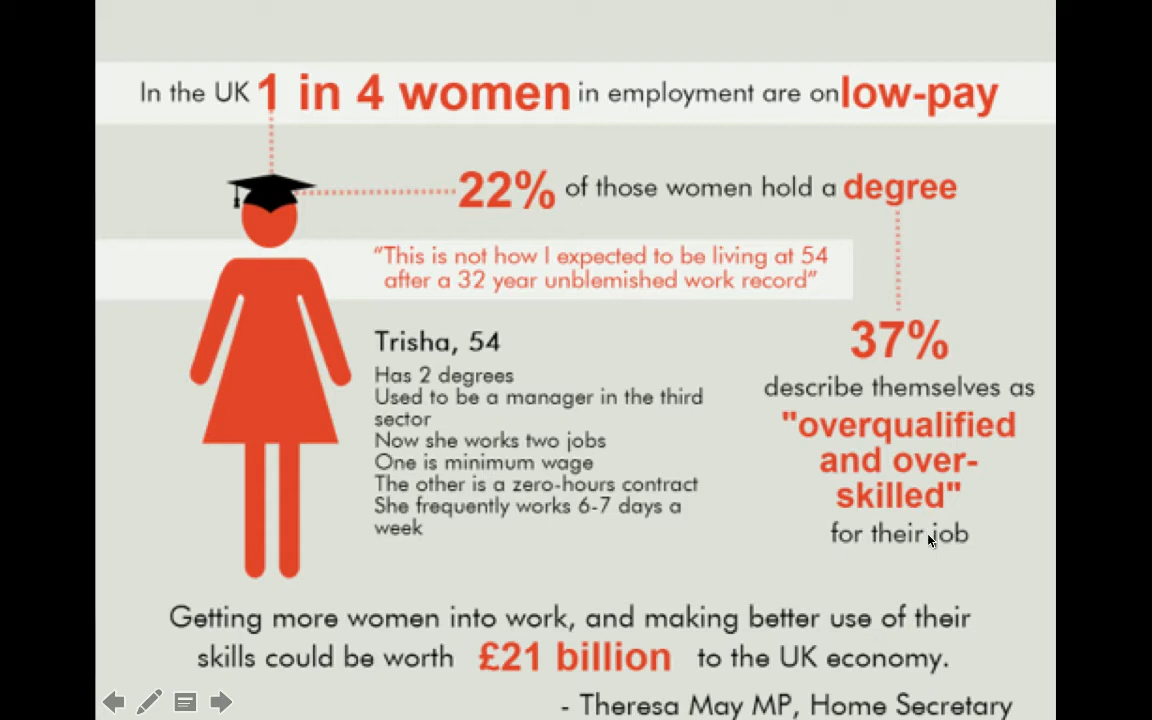 In the UK 1 in 4 women in employment are on low-pay
22% of those women hold a degree
“This is not how I expected to be living at 54
after a 32 year unblemished work record”
Trisha, 54
Has 2 degrees
Used to be a manager in the third
sector
Now she works two jobs
One is minimum wage
The other is a zero-hours contract
She frequently works 6-7 days a
week
37%
describe themselves as
"overqualified
and over-
skilled"
for their job
Getting more women into work, and making better use of their
skills could be worth £21 billion to the UK economy.
- Theresa May MP, Home Secretary